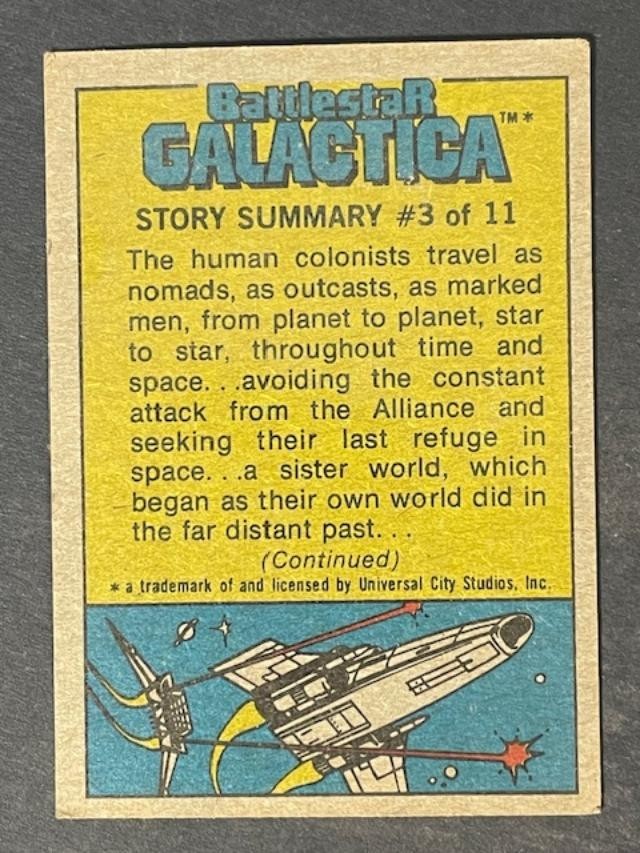 BattlestaR
GALACTICA™*
STORY SUMMARY #3 of 11
The human colonists travel as
nomads, as outcasts, as marked
men, from planet to planet, star
to star, throughout time and
space. . .avoiding the constant
attack from the Alliance and
seeking their last refuge in
space. . .a sister world, which
began as their own world did in
the far distant past. . .
(Continued)
* a trademark of and licensed by Universal City Studios, Inc.